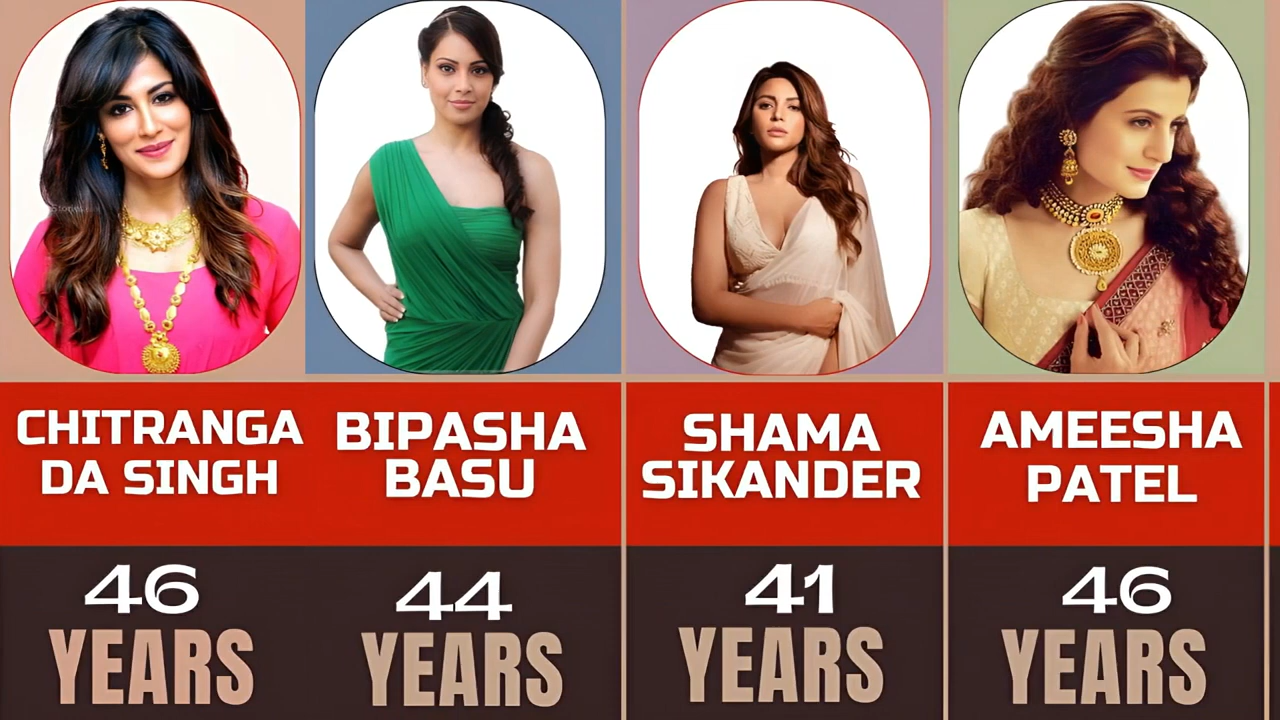 CHITRANGA
DA SINGH
46
YEARS
BIPASHA
BASU
44
YEARS
SHAMA
SIKANDER
41
YEARS
AMEESHA
PATEL
46
YEARS